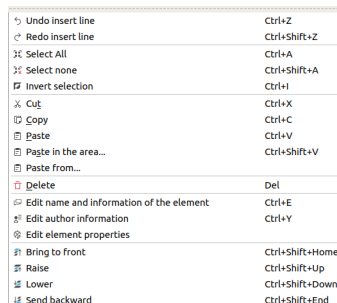 Undo insert line Ctrl+Z
Redo insert line Ctrl+Shift+Z
Select All Ctrl+A
Select none Ctrl+Shift+A
Invert selection Ctrl+I
Cut Ctrl+X
Copy Ctrl+C
Paste Ctrl+V
Paste in the area... Ctrl+Shift+V
Paste from...
Delete Del
Edit name and information of the element Ctrl+E
Edit author information Ctrl+Y
Edit element properties
Bring to front Ctrl+Shift+Home
Raise Ctrl+Shift+Up
Lower Ctrl+Shift+Down
Send backward Ctrl+Shift+End